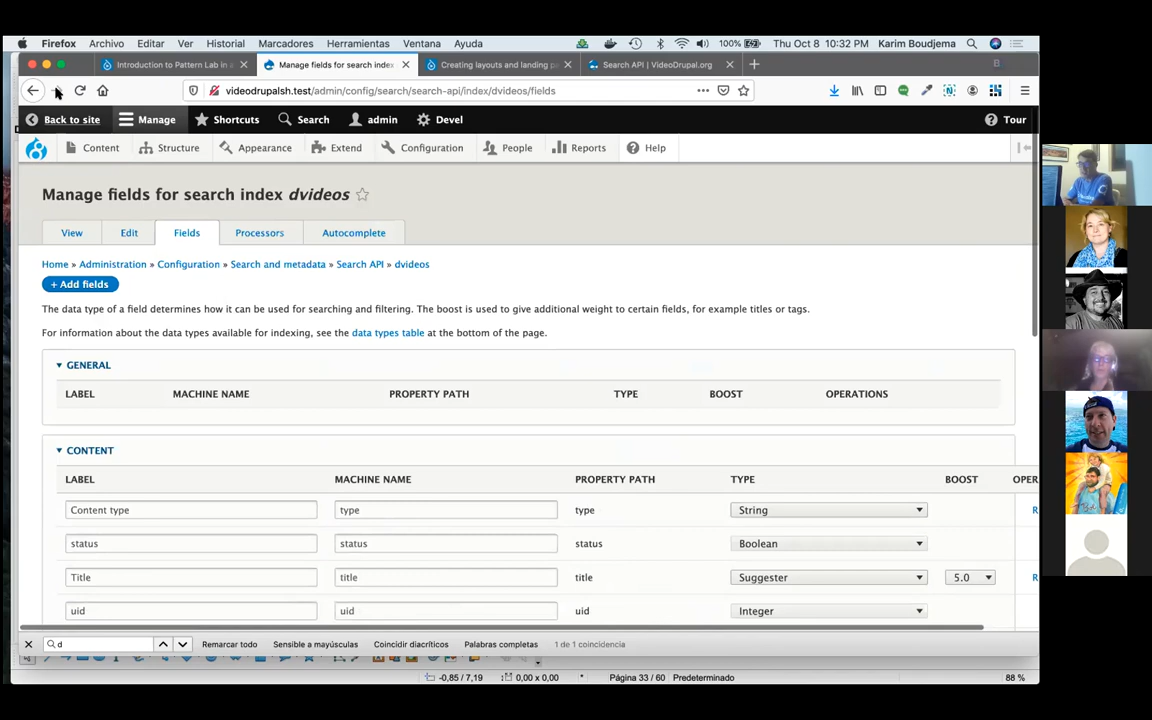 Firefox Archivo Editar Ver Historial Marcadores Herramientas Ventana Ayuda 100% Thu Oct 8 10:32 PM Karim Boudjema
Introduction to Pattern Lab in a Manage fields for search index Creating layouts and landing p Search API | VideoDrupal.org
videodrupalsh.test/admin/config/search/search-api/index/dvideos/fields
Back to site Manage Shortcuts Search admin Devel Tour
Content Structure Appearance Extend Configuration People Reports Help
Manage fields for search index dvideos
View Edit Fields Processors Autocomplete
Home » Administration » Configuration » Search and metadata » Search API » dvideos
+ Add fields
The data type of a field determines how it can be used for searching and filtering. The boost is used to give additional weight to certain fields, for example titles or tags.
For information about the data types available for indexing, see the data types table at the bottom of the page.
GENERAL
LABEL MACHINE NAME PROPERTY PATH TYPE BOOST OPERATIONS
CONTENT
LABEL MACHINE NAME PROPERTY PATH TYPE BOOST OPER
Content type type type String R
status status status Boolean
Title title title Suggester 5.0 R
uid uid uid Integer
d Remarcar todo Sensible a mayúsculas Coincidir diacríticos Palabras completas 1 de 1 coincidencia
-0,85 / 7,19 0,00 x 0,00 Página 33 / 60 Predeterminado 88 %